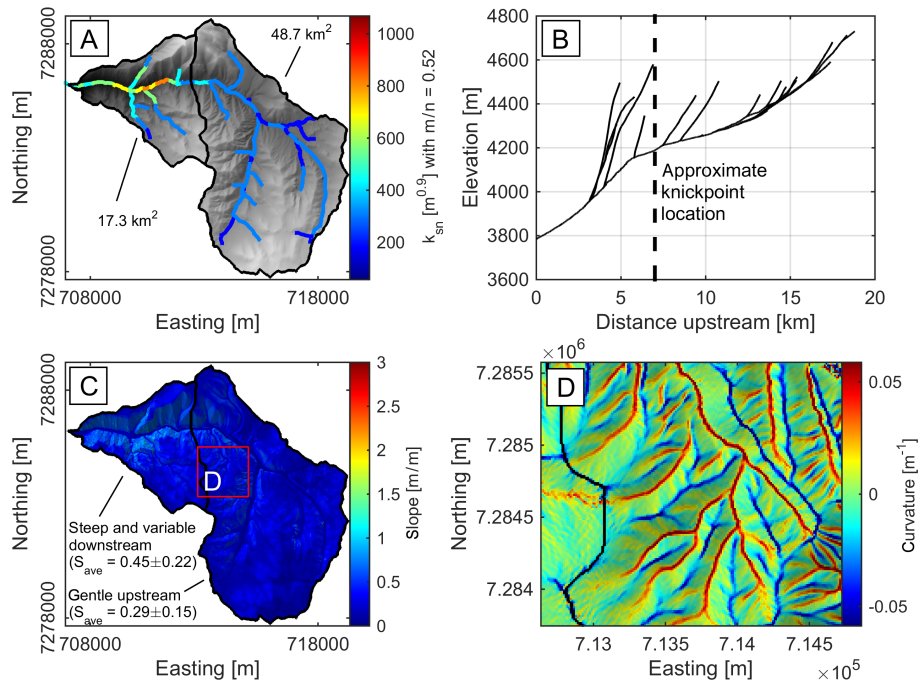 A
48.7 km2
17.3 km2
7288000
7278000
Northing [m]
72708000
718000
Easting [m]
1000
800
600
400
200
ksn [m0.9] with m/n = 0.52
B
4800
4600
4400
4200
4000
3800
3600
Elevation [m]
Approximate
knickpoint
location
0
5
10
15
20
Distance upstream [km]
C
D
7288000
7278000
Northing [m]
Steep and variable
downstream
(Save = 0.45±0.22)
Gentle upstream
(Save = 0.29±0.15)
72708000
718000
Easting [m]
3
2.5
2
1.5
1
0.5
0
Slope [m/m]
×10^6
D
7.2855
7.285
7.2845
7.284
Northing [m]
7.13
7.135
7.14
7.145
Easting [m]
×10^5
0.05
0
-0.05
Curvature [m-1]